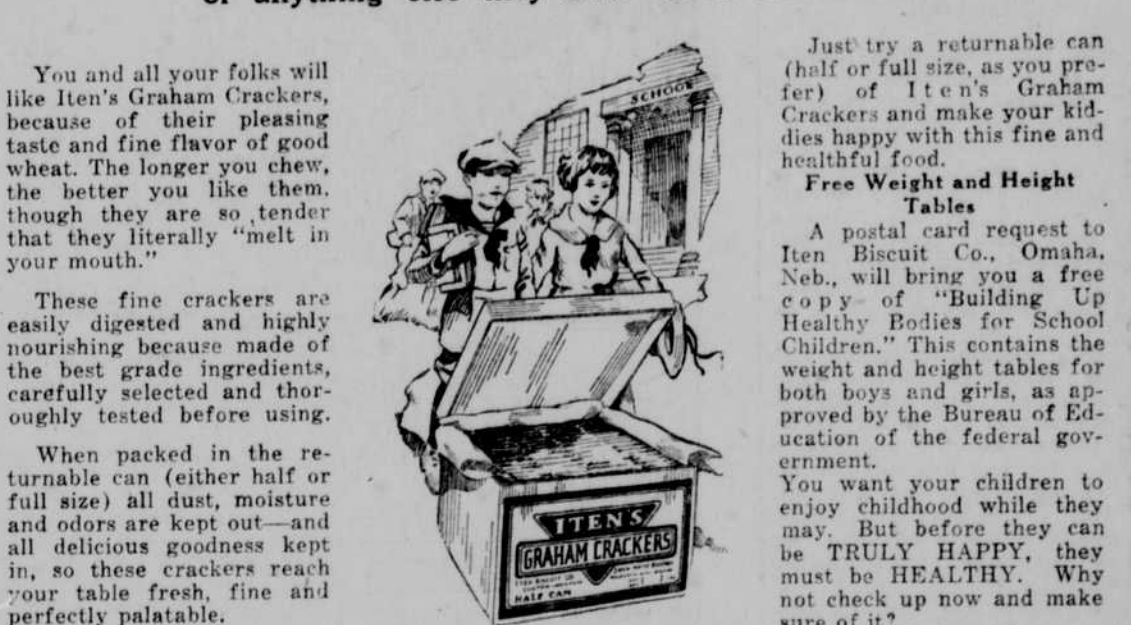 or anything else they
You and all your folks will
like Iten's Graham Crackers,
because of their pleasing
taste and fine flavor of good
wheat. The longer you chew,
the better you like them,
though they are so tender
that they literally "melt in
your mouth."
These fine crackers are
easily digested and highly
nourishing because made of
the best grade ingredients,
carefully selected and thor-
oughly tested before using.
When packed in the re-
turnable can (either half or
full size) all dust, moisture
and odors are kept out—and
all delicious goodness kept
in, so these crackers reach
your table fresh, fine and
perfectly palatable.
SCHOOL
ITEN'S
GRAHAM CRACKERS
ITEN BISCUIT CO.
HALF CAN
Just try a returnable can
(half or full size, as you pre-
fer) of Iten's Graham
Crackers and make your kid-
dies happy with this fine and
healthful food.
Free Weight and Height
Tables
A postal card request to
Iten Biscuit Co., Omaha,
Neb., will bring you a free
copy of "Building Up
Healthy Bodies for School
Children." This contains the
weight and height tables for
both boys and girls, as ap-
proved by the Bureau of Ed-
ucation of the federal gov-
ernment.
You want your children to
enjoy childhood while they
may. But before they can
be TRULY HAPPY, they
must be HEALTHY. Why
not check up now and make
sure of it?